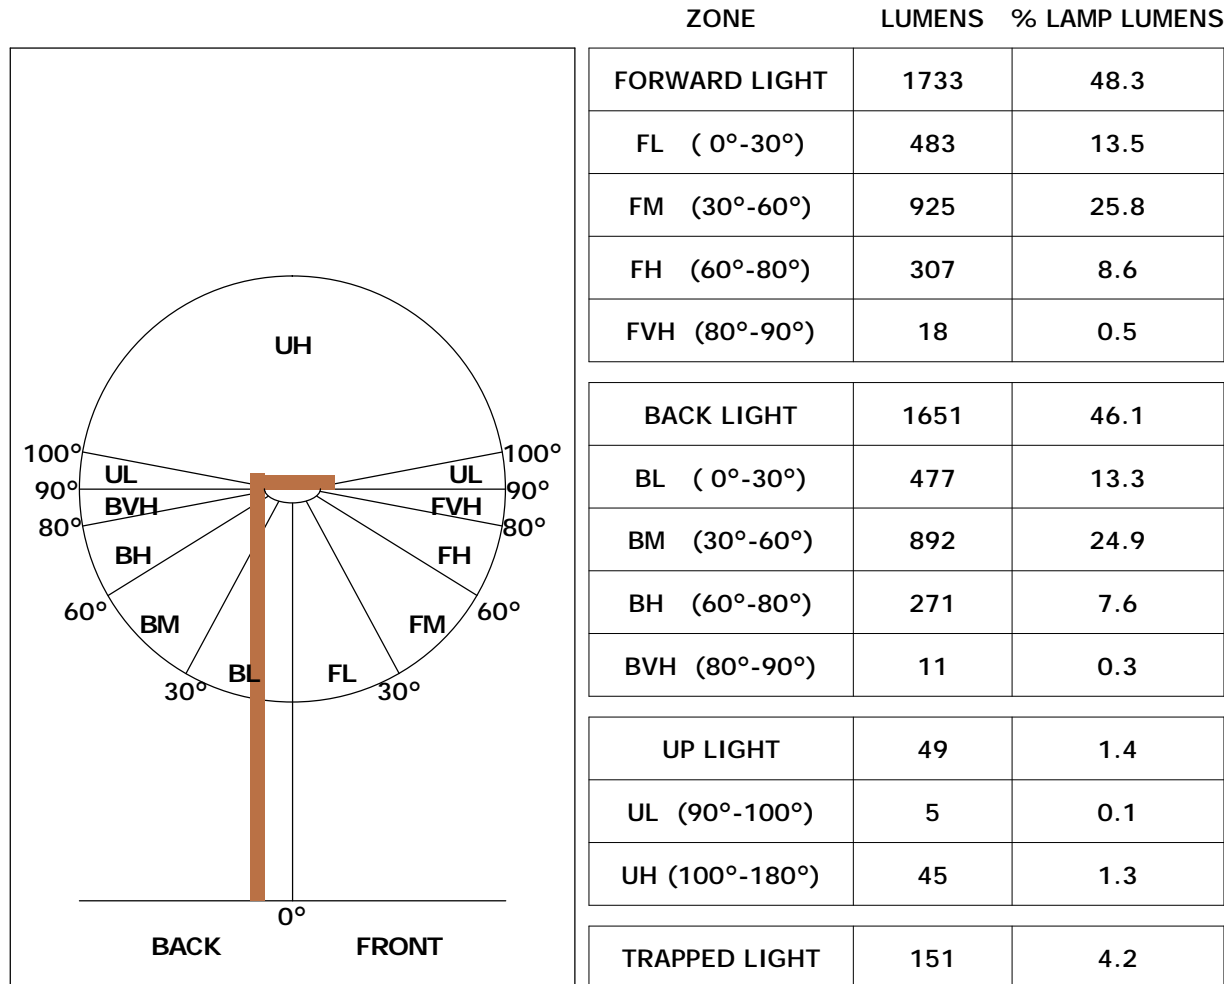 ZONE LUMENS % LAMP LUMENS
FORWARD LIGHT 1733 48.3
FL ( 0°-30°) 483 13.5
FM (30°-60°) 925 25.8
FH (60°-80°) 307 8.6
FVH (80°-90°) 18 0.5
BACK LIGHT 1651 46.1
BL ( 0°-30°) 477 13.3
BM (30°-60°) 892 24.9
BH (60°-80°) 271 7.6
BVH (80°-90°) 11 0.3
UP LIGHT 49 1.4
UL (90°-100°) 5 0.1
UH (100°-180°) 45 1.3
TRAPPED LIGHT 151 4.2
UH
100° 100°
UL UL
90° 90°
BVH FVH
80° 80°
BH FH
60° 60°
BM FM
BL FL
30° 30°
0°
BACK FRONT